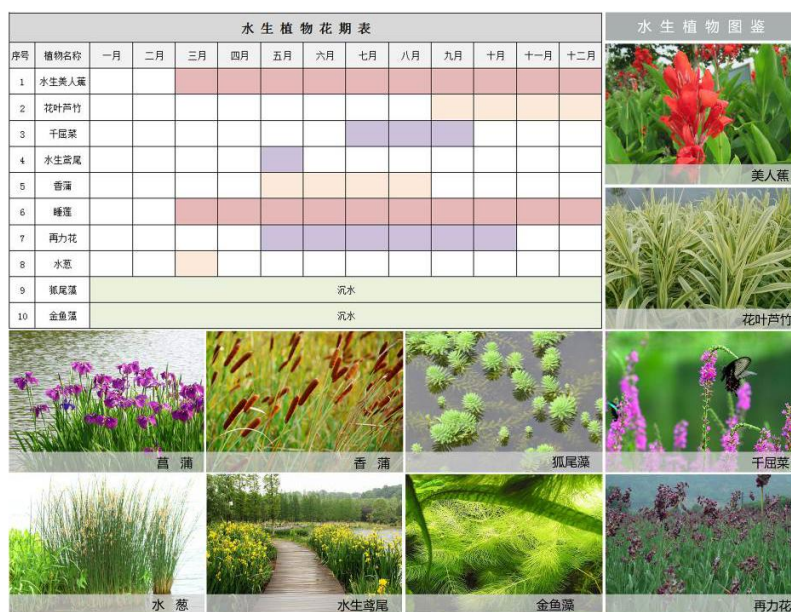 水生植物花期表
序号 植物名称 一月 二月 三月 四月 五月 六月 七月 八月 九月 十月 十一月 十二月
1 水生美人蕉
2 花叶芦竹
3 千屈菜
4 水生鸢尾
5 香蒲
6 睡莲
7 再力花
8 水葱
9 狐尾藻 沉水
10 金鱼藻 沉水
水生植物图鉴
美人蕉
花叶芦竹
菖蒲 香蒲 狐尾藻 千屈菜
水葱 水生鸢尾 金鱼藻 再力花